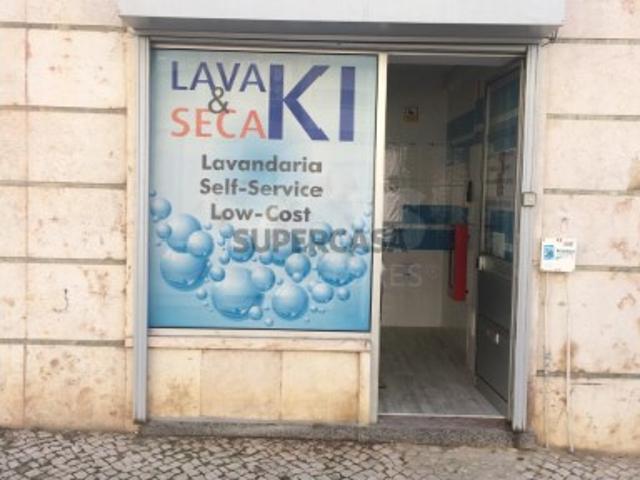 LAVA
&
SECA
KI
Lavandaria
Self-Service
Low-Cost
SUPERCASA